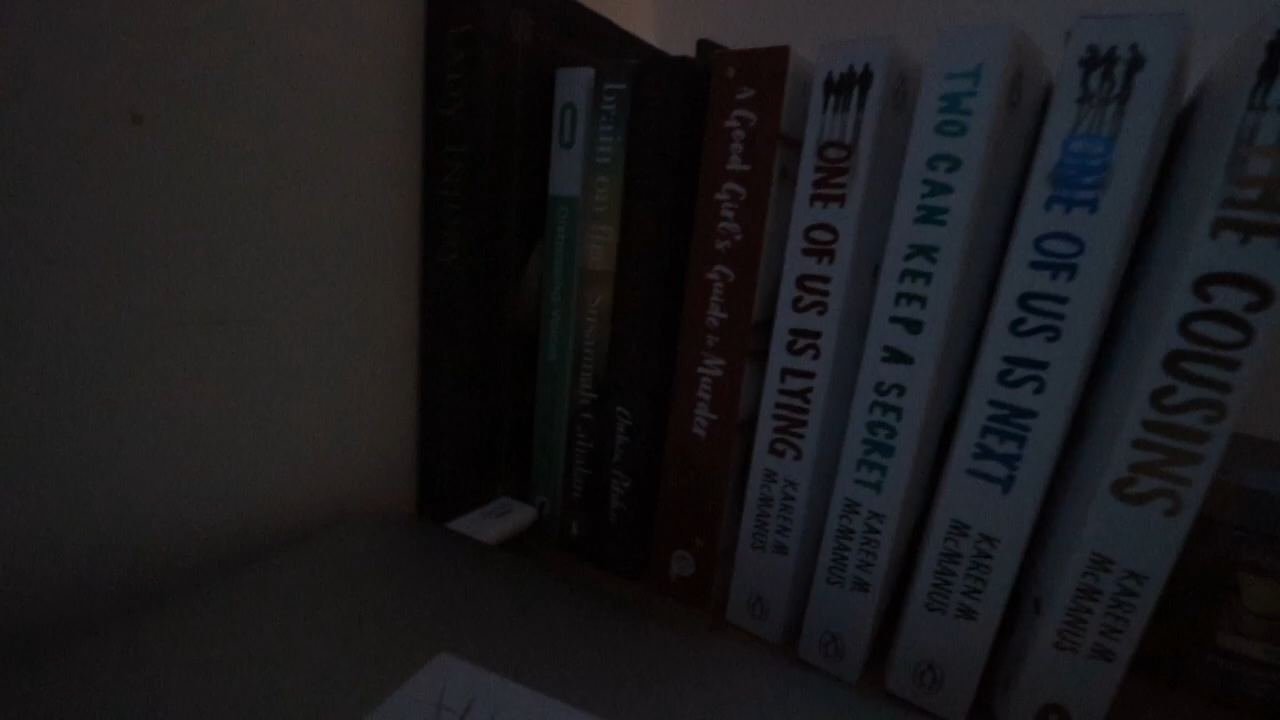 brain on fire Susannah Cahalan
A Good Girl's Guide to Murder
ONE OF US IS LYING
KAREN M.
McMANUS
TWO CAN KEEP A SECRET
KAREN M.
McMANUS
ONE OF US IS NEXT
KAREN M.
McMANUS
THE COUSINS
KAREN M.
McMANUS